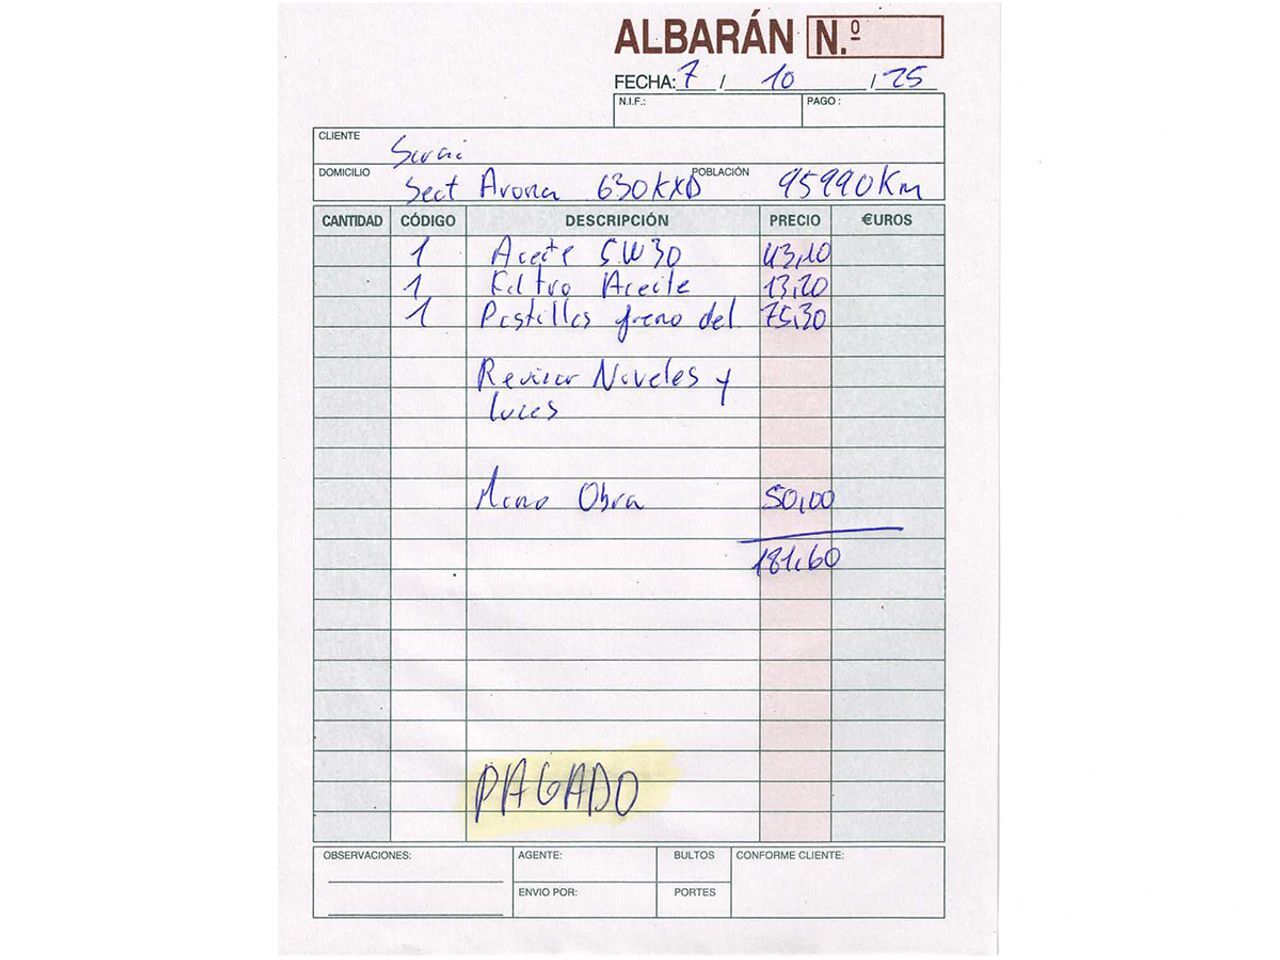 ALBARÁN N.º
FECHA: 7 / 10 / 25
N.I.F.: PAGO:
CLIENTE
DOMICILIO POBLACIÓN
Seat Arona 630KXD 95990Km
CANTIDAD CÓDIGO DESCRIPCIÓN PRECIO €UROS
1 Aceite 5W30 43,10
1 Filtro Aceite 13,20
1 Pastillas freno del. 75,30
Revisar Niveles y
luces
Mano Obra 50,00
181,60
PAGADO
OBSERVACIONES: AGENTE: BULTOS CONFORME CLIENTE:
ENVIO POR: PORTES